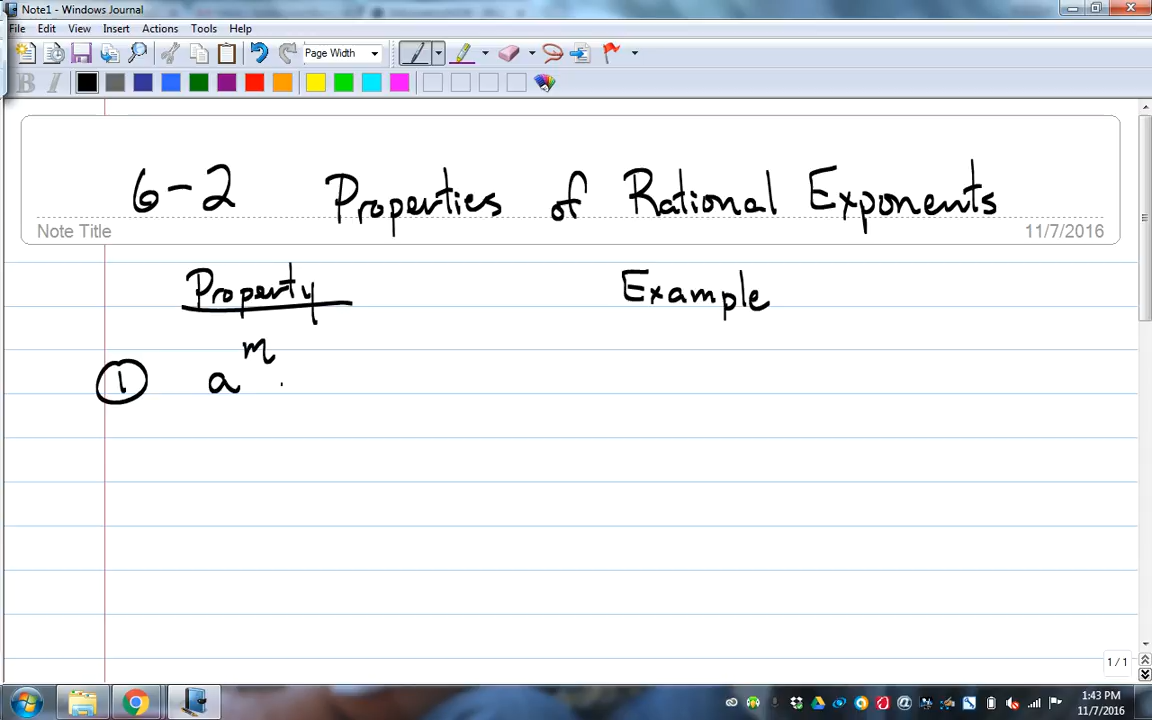 Note1 - Windows Journal
File Edit View Insert Actions Tools Help
Page Width
B I
6-2 Properties of Rational Exponents
Note Title 11/7/2016
Property Example
① a^m ·
1 / 1
1:43 PM
11/7/2016